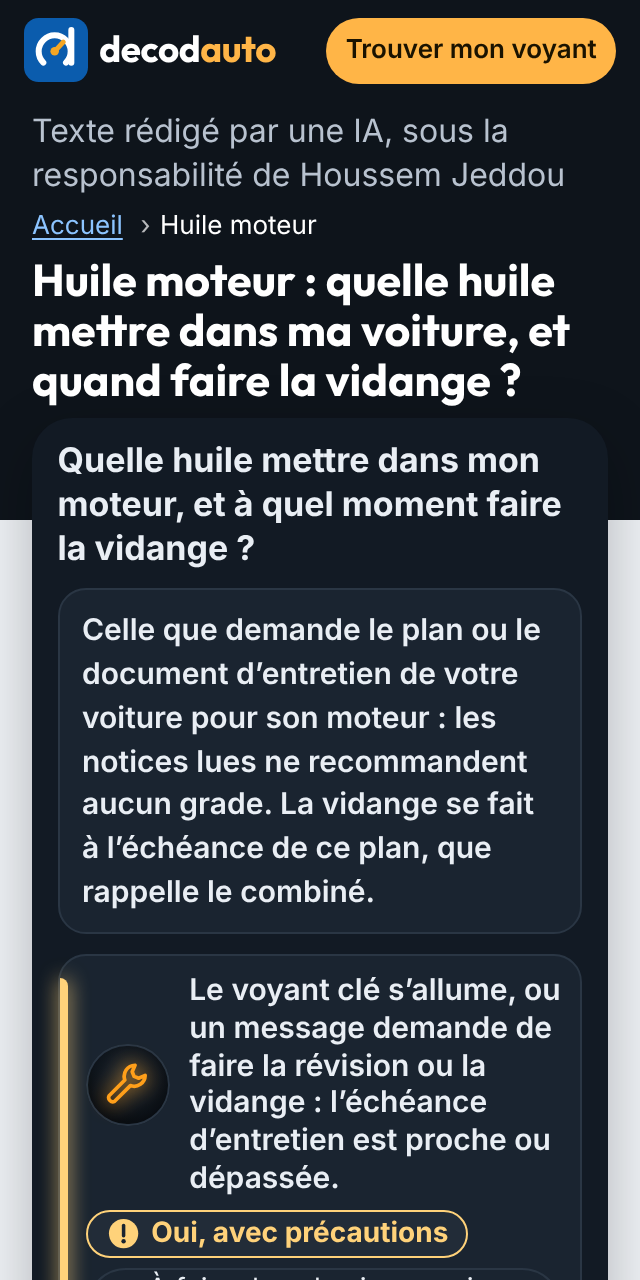 decodauto
Trouver mon voyant
Texte rédigé par une IA, sous la
responsabilité de Houssem Jeddou
Accueil › Huile moteur
Huile moteur : quelle huile
mettre dans ma voiture, et
quand faire la vidange ?
Quelle huile mettre dans mon
moteur, et à quel moment faire
la vidange ?
Celle que demande le plan ou le
document d’entretien de votre
voiture pour son moteur : les
notices lues ne recommandent
aucun grade. La vidange se fait
à l’échéance de ce plan, que
rappelle le combiné.
Le voyant clé s’allume, ou
un message demande de
faire la révision ou la
vidange : l’échéance
d’entretien est proche ou
dépassée.
Oui, avec précautions